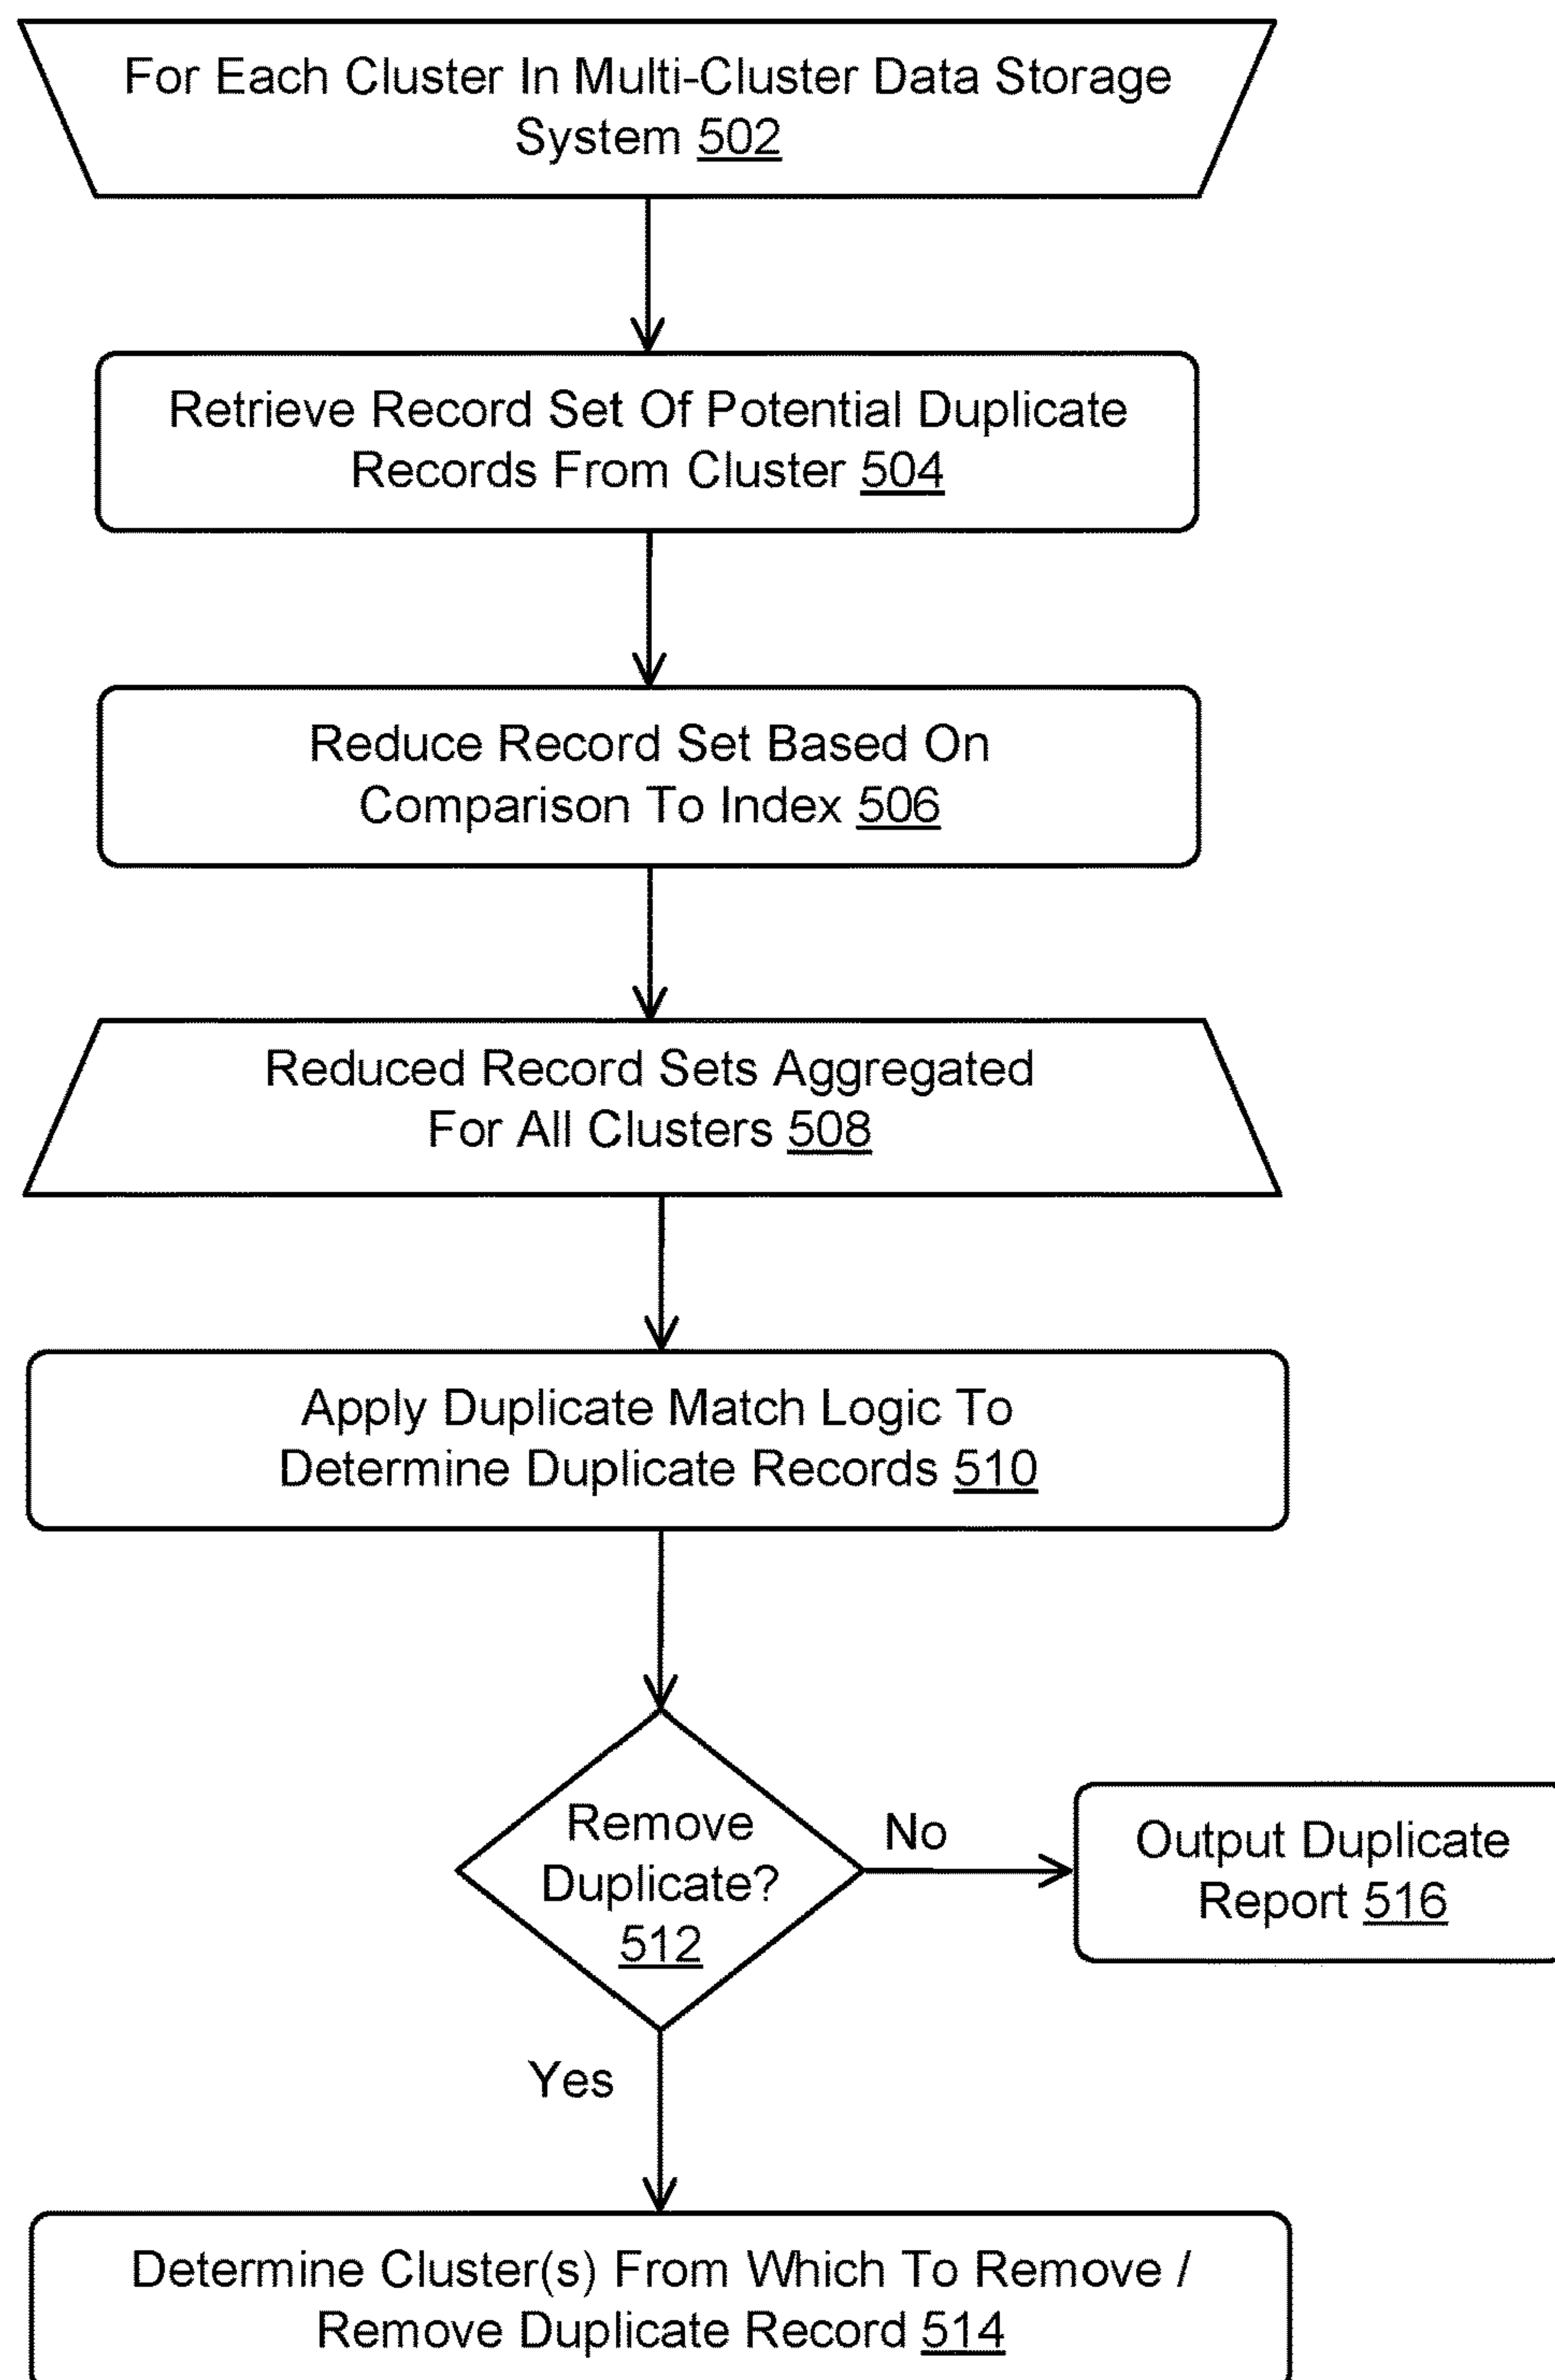 For Each Cluster In Multi-Cluster Data Storage
System 502
Retrieve Record Set Of Potential Duplicate
Records From Cluster 504
Reduce Record Set Based On
Comparison To Index 506
Reduced Record Sets Aggregated
For All Clusters 508
Apply Duplicate Match Logic To
Determine Duplicate Records 510
Remove
Duplicate?
512
No
Output Duplicate
Report 516
Yes
Determine Cluster(s) From Which To Remove /
Remove Duplicate Record 514